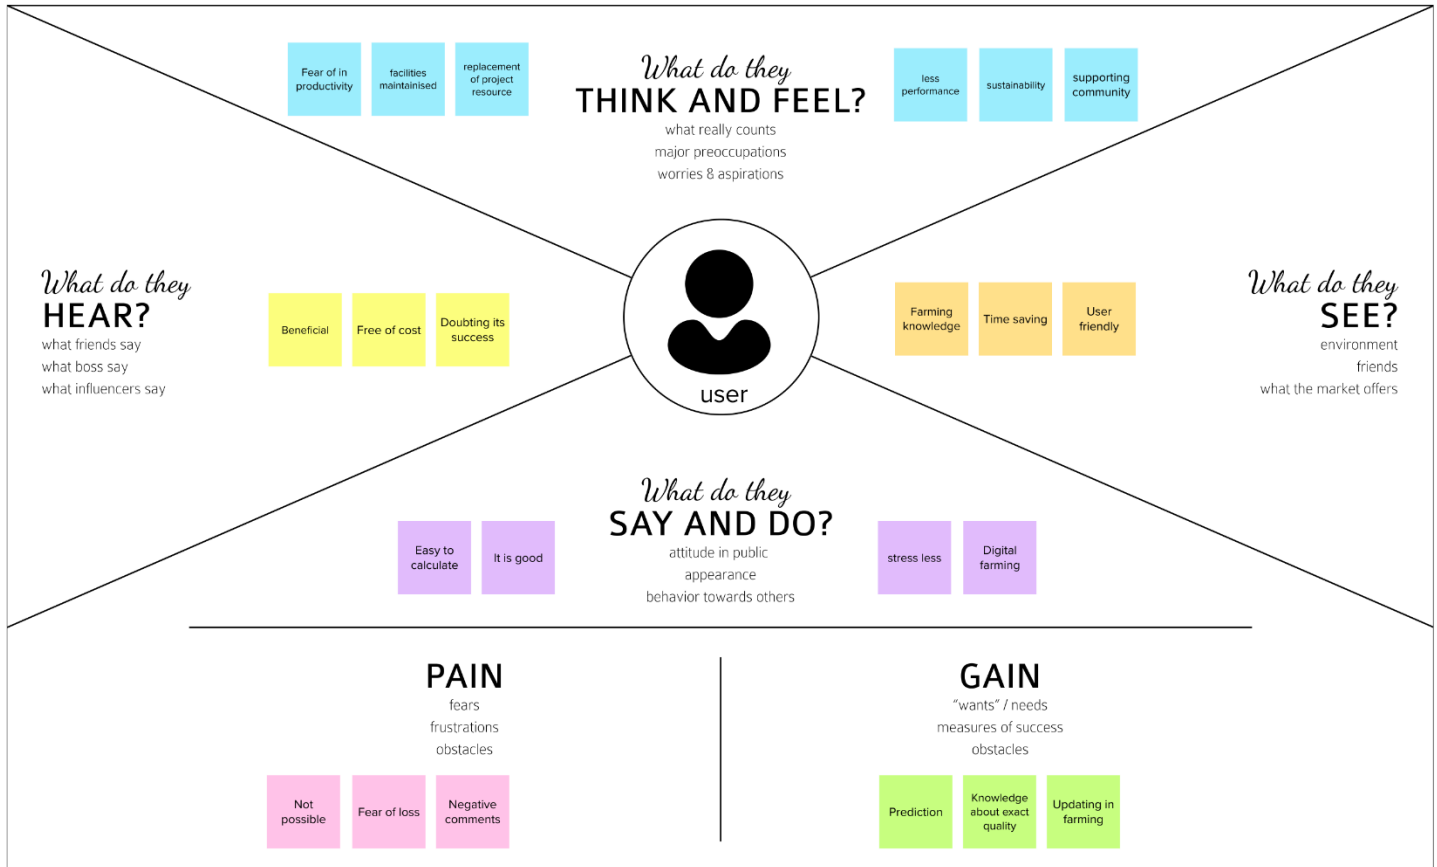 Fear of in
productivity
facilities
maintainised
replacement
of project
resource
What do they
THINK AND FEEL?
what really counts
major preoccupations
worries & aspirations
less
performance
sustainability
supporting
community
What do they
HEAR?
what friends say
what boss say
what influencers say
Beneficial
Free of cost
Doubting its
success
user
Farming
knowledge
Time saving
User
friendly
What do they
SEE?
environment
friends
what the market offers
Easy to
calculate
It is good
What do they
SAY AND DO?
attitude in public
appearance
behavior towards others
stress less
Digital
farming
PAIN
fears
frustrations
obstacles
Not
possible
Fear of loss
Negative
comments
GAIN
“wants” / needs
measures of success
obstacles
Prediction
Knowledge
about exact
quality
Updating in
farming